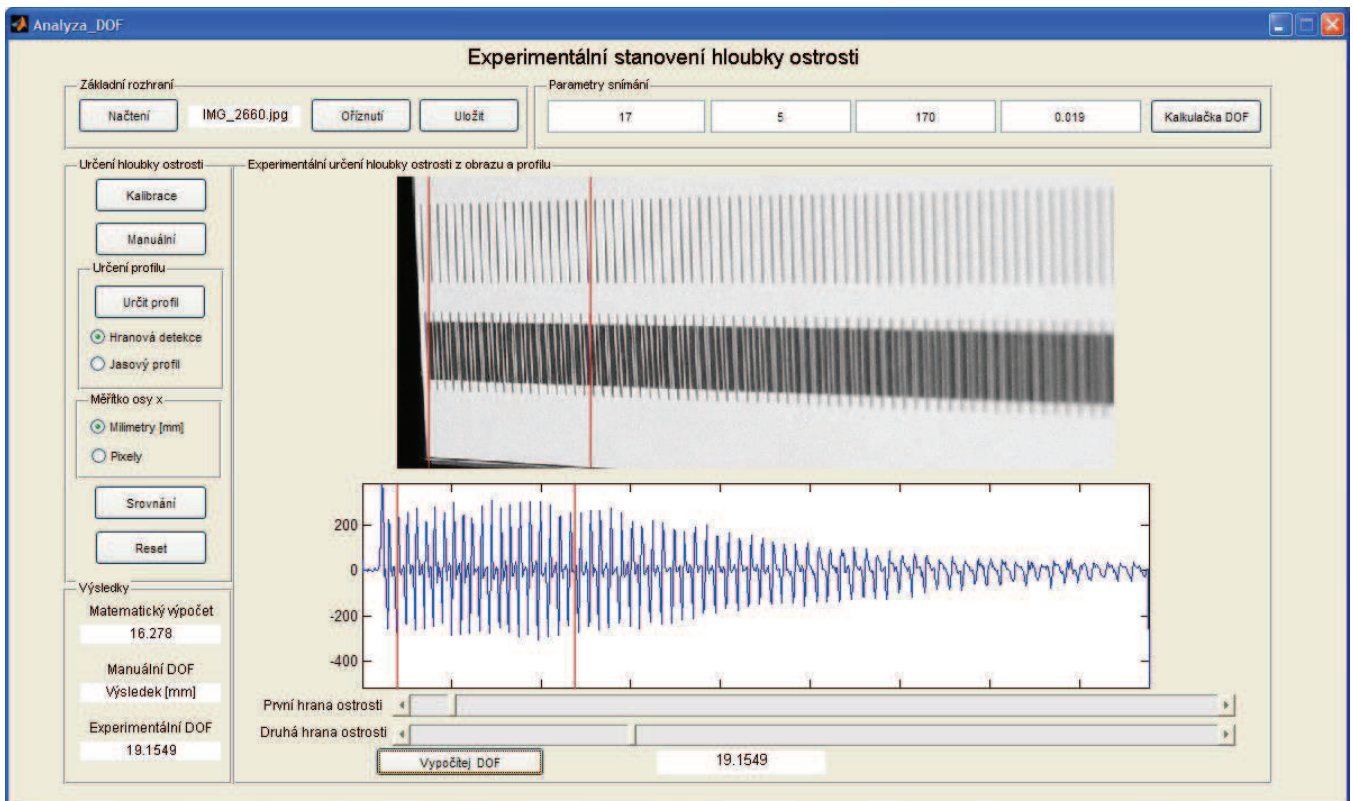 Analyza_DOF
Experimentální stanovení hloubky ostrosti
Základní rozhraní
Načtení IMG_2660.jpg Oříznutí Uložit
Parametry snímání
17 5 170 0.019 Kalkulačka DOF
Určení hloubky ostrosti
Kalibrace
Manuální
Určení profilu
Určit profil
Hranová detekce
Jasový profil
Měřítko osy x
Milimetry [mm]
Pixely
Srovnání
Reset
Výsledky
Matematický výpočet
16.278
Manuální DOF
Výsledek [mm]
Experimentální DOF
19.1549
Experimentální určení hloubky ostrosti z obrazu a profilu
200
0
-200
-400
První hrana ostrosti
Druhá hrana ostrosti
Vypočítej DOF 19.1549